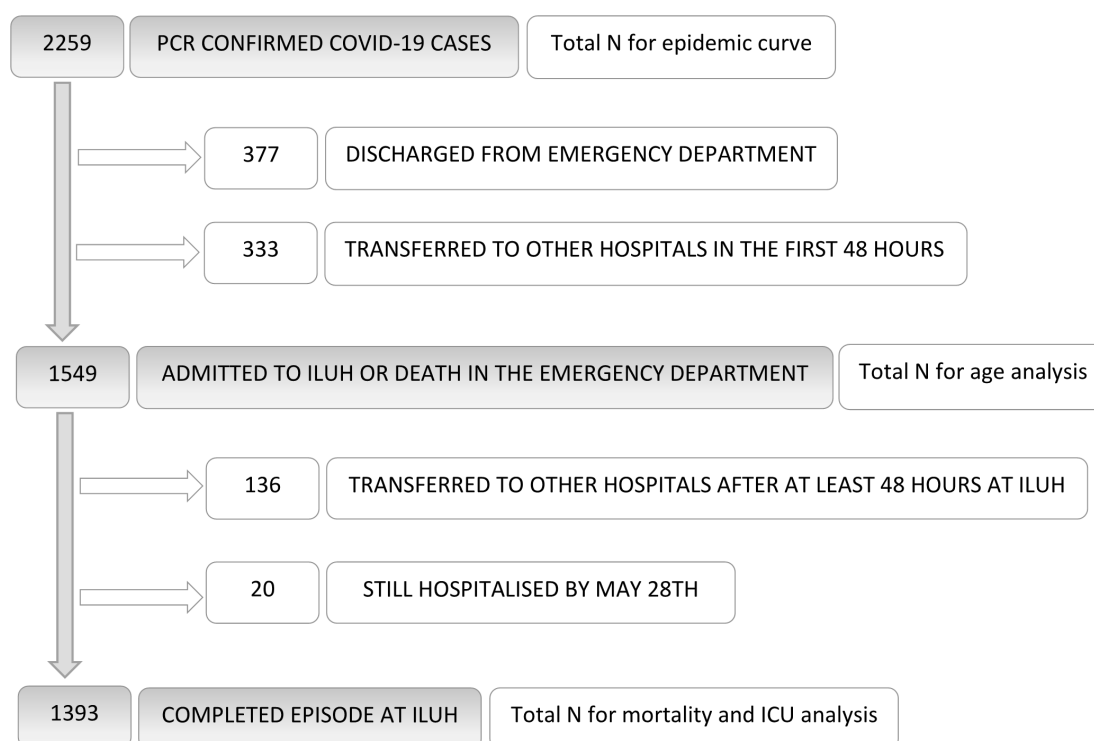 2259 PCR CONFIRMED COVID-19 CASES Total N for epidemic curve
377 DISCHARGED FROM EMERGENCY DEPARTMENT
333 TRANSFERRED TO OTHER HOSPITALS IN THE FIRST 48 HOURS
1549 ADMITTED TO ILUH OR DEATH IN THE EMERGENCY DEPARTMENT Total N for age analysis
136 TRANSFERRED TO OTHER HOSPITALS AFTER AT LEAST 48 HOURS AT ILUH
20 STILL HOSPITALISED BY MAY 28TH
1393 COMPLETED EPISODE AT ILUH Total N for mortality and ICU analysis